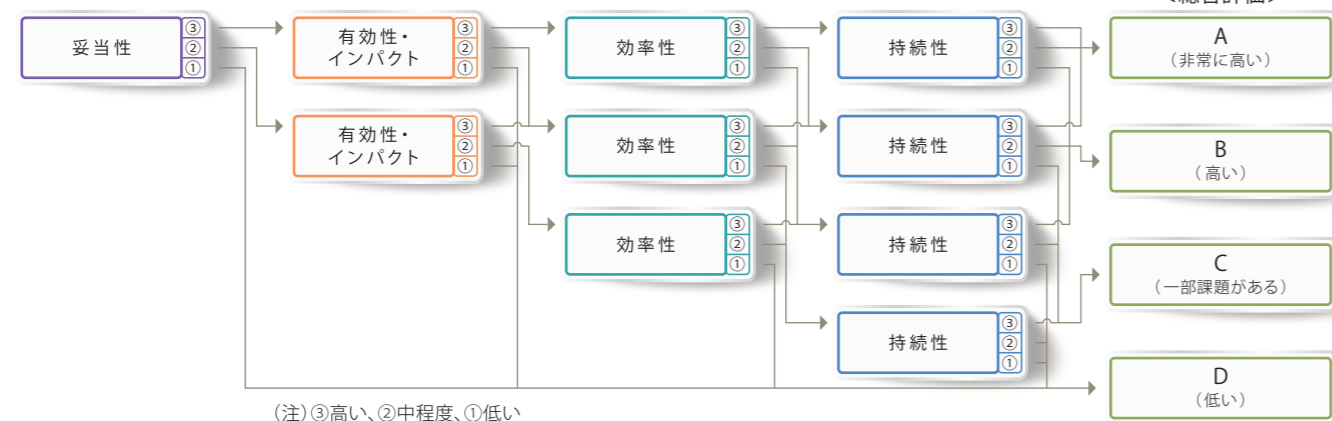 ＜総合評価＞
妥当性
③
②
①
有効性・
インパクト
③
②
①
効率性
③
②
①
持続性
③
②
①
A
（非常に高い）
有効性・
インパクト
③
②
①
効率性
③
②
①
持続性
③
②
①
B
（高い）
効率性
③
②
①
持続性
③
②
①
C
（一部課題がある）
持続性
③
②
①
D
（低い）
（注）③高い、②中程度、①低い